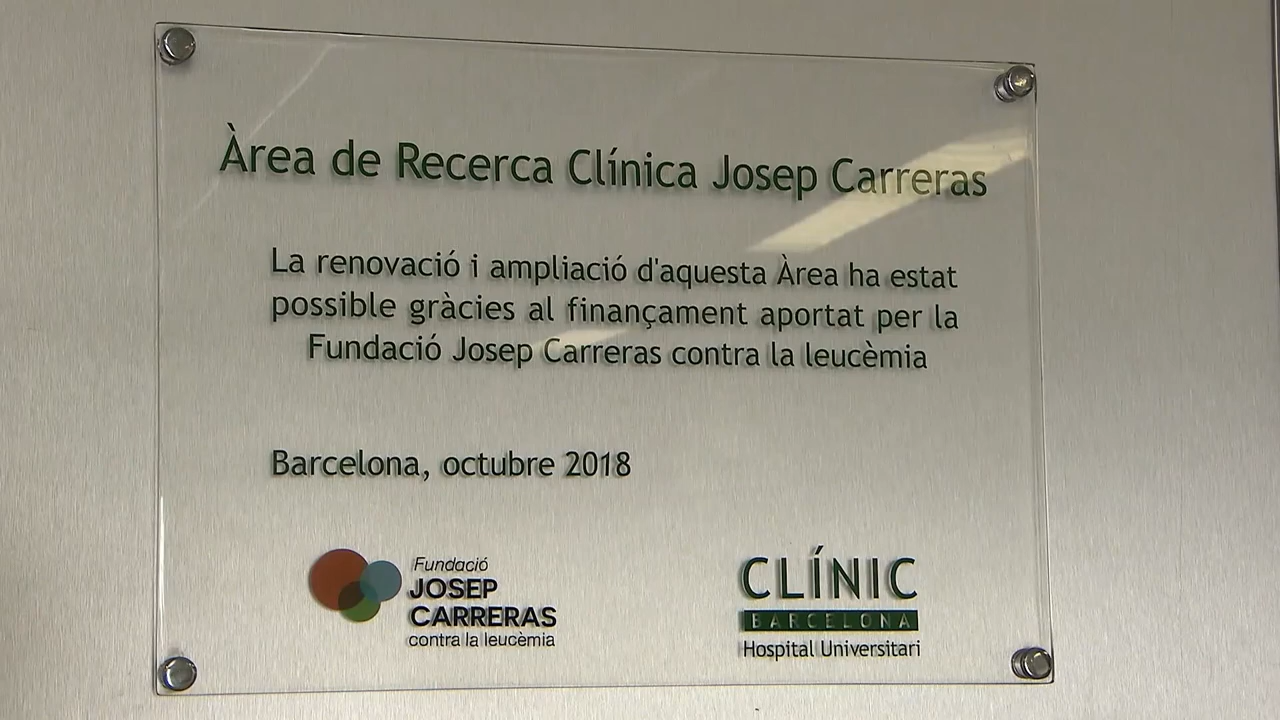 Àrea de Recerca Clínica Josep Carreras
La renovació i ampliació d'aquesta Àrea ha estat
possible gràcies al finançament aportat per la
Fundació Josep Carreras contra la leucèmia
Barcelona, octubre 2018
Fundació
JOSEP
CARRERAS
contra la leucèmia
CLÍNIC
BARCELONA
Hospital Universitari